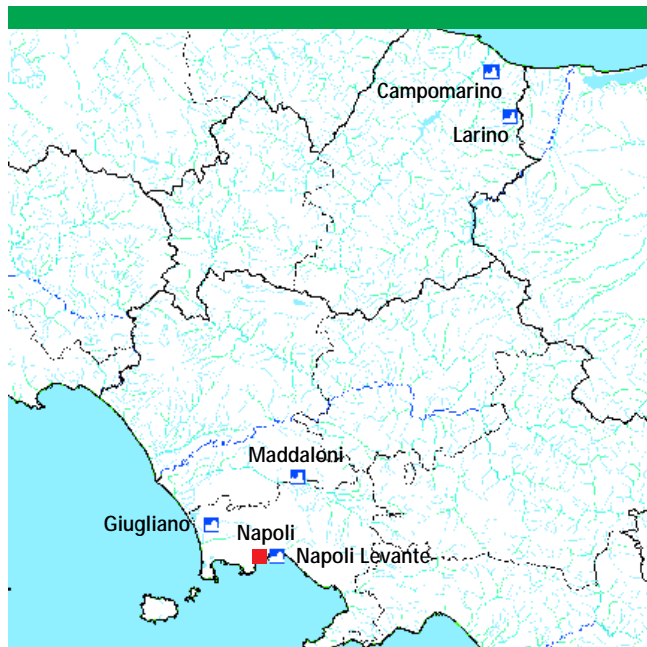 Campomarino
Larino
Maddaloni
Giugliano
Napoli
Napoli Levante